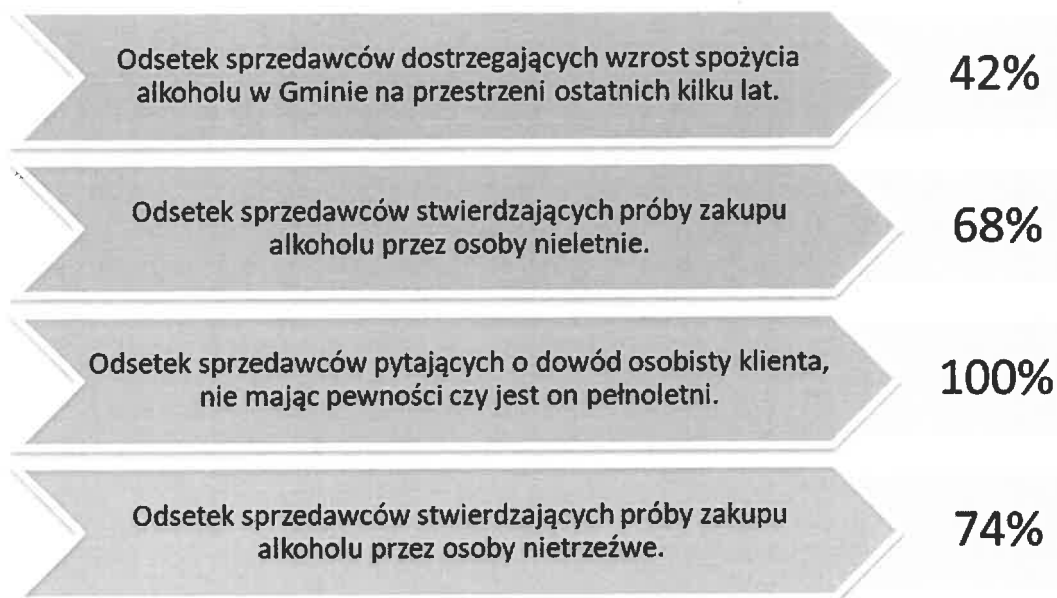 Odsetek sprzedawców dostrzegających wzrost spożycia
alkoholu w Gminie na przestrzeni ostatnich kilku lat.
42%
Odsetek sprzedawców stwierdzających próby zakupu
alkoholu przez osoby nieletnie.
68%
Odsetek sprzedawców pytających o dowód osobisty klienta,
nie mając pewności czy jest on pełnoletni.
100%
Odsetek sprzedawców stwierdzających próby zakupu
alkoholu przez osoby nietrzeźwe.
74%